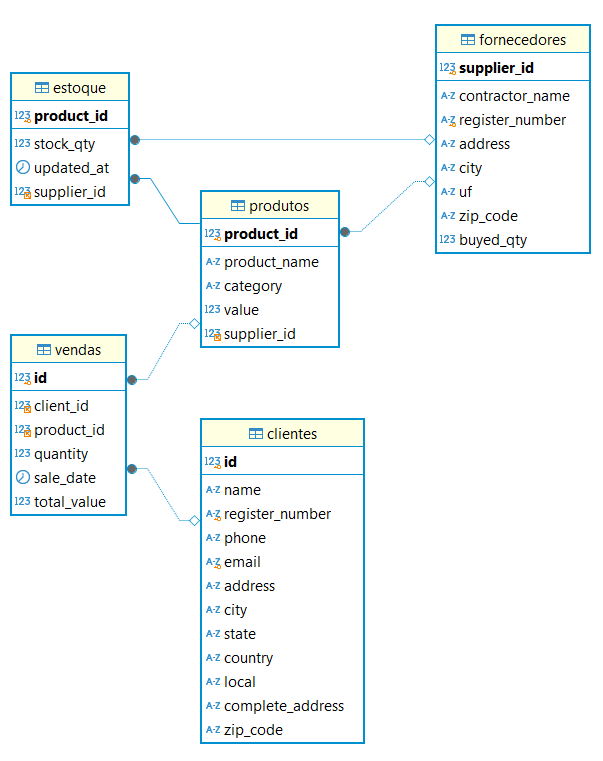 estoque
123 product_id
123 stock_qty
updated_at
123 supplier_id
fornecedores
123 supplier_id
A-Z contractor_name
A-Z register_number
A-Z address
A-Z city
A-Z uf
A-Z zip_code
123 buyed_qty
produtos
123 product_id
A-Z product_name
A-Z category
123 value
123 supplier_id
vendas
123 id
123 client_id
123 product_id
123 quantity
sale_date
123 total_value
clientes
123 id
A-Z name
A-Z register_number
A-Z phone
A-Z email
A-Z address
A-Z city
A-Z state
A-Z country
A-Z local
A-Z complete_address
A-Z zip_code